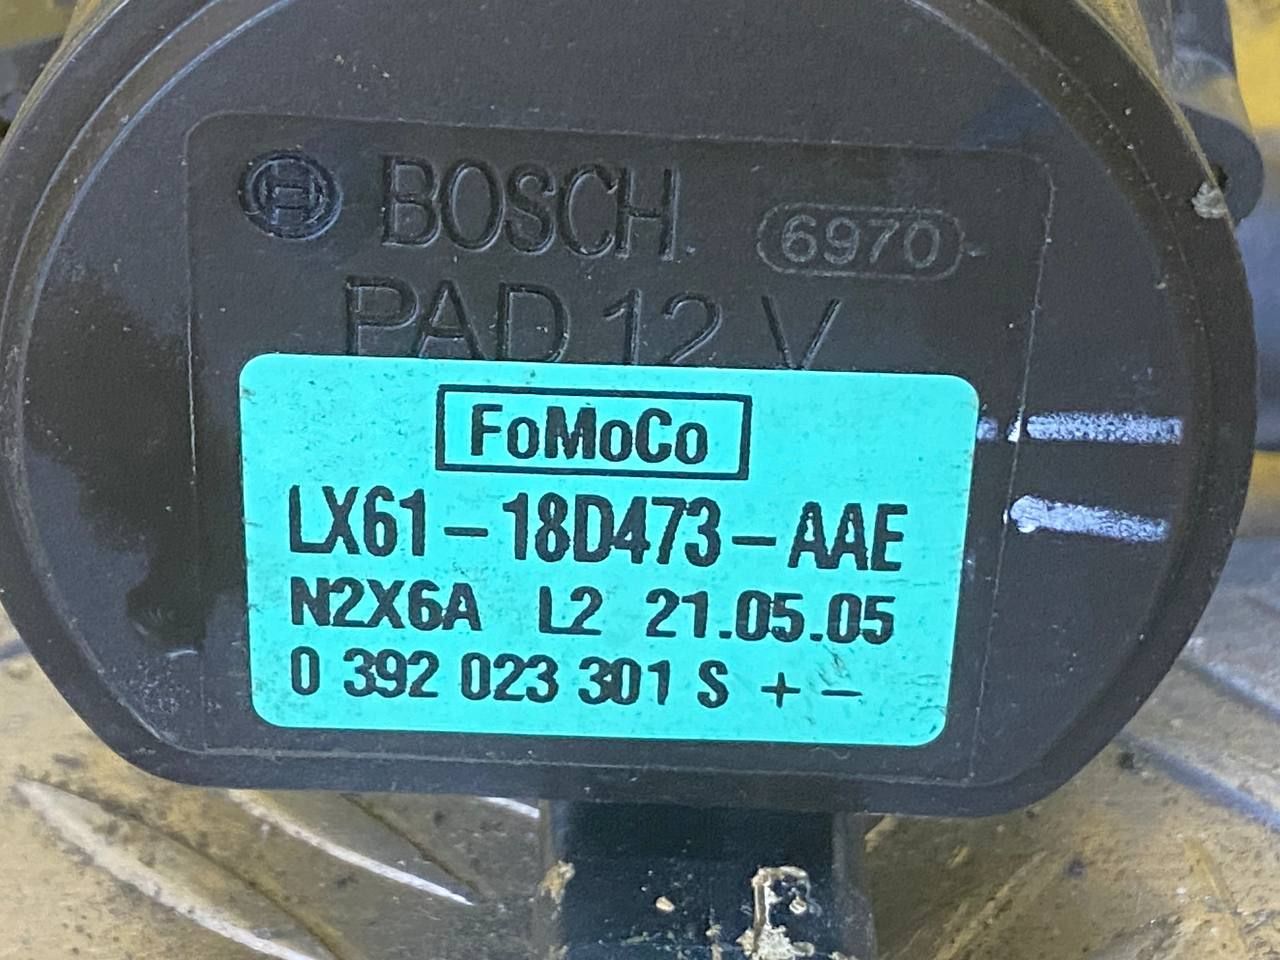 BOSCH 6970
PAD 12 V
FoMoCo
LX61-18D473-AAE
N2X6A L2 21.05.05
0 392 023 301 S + -